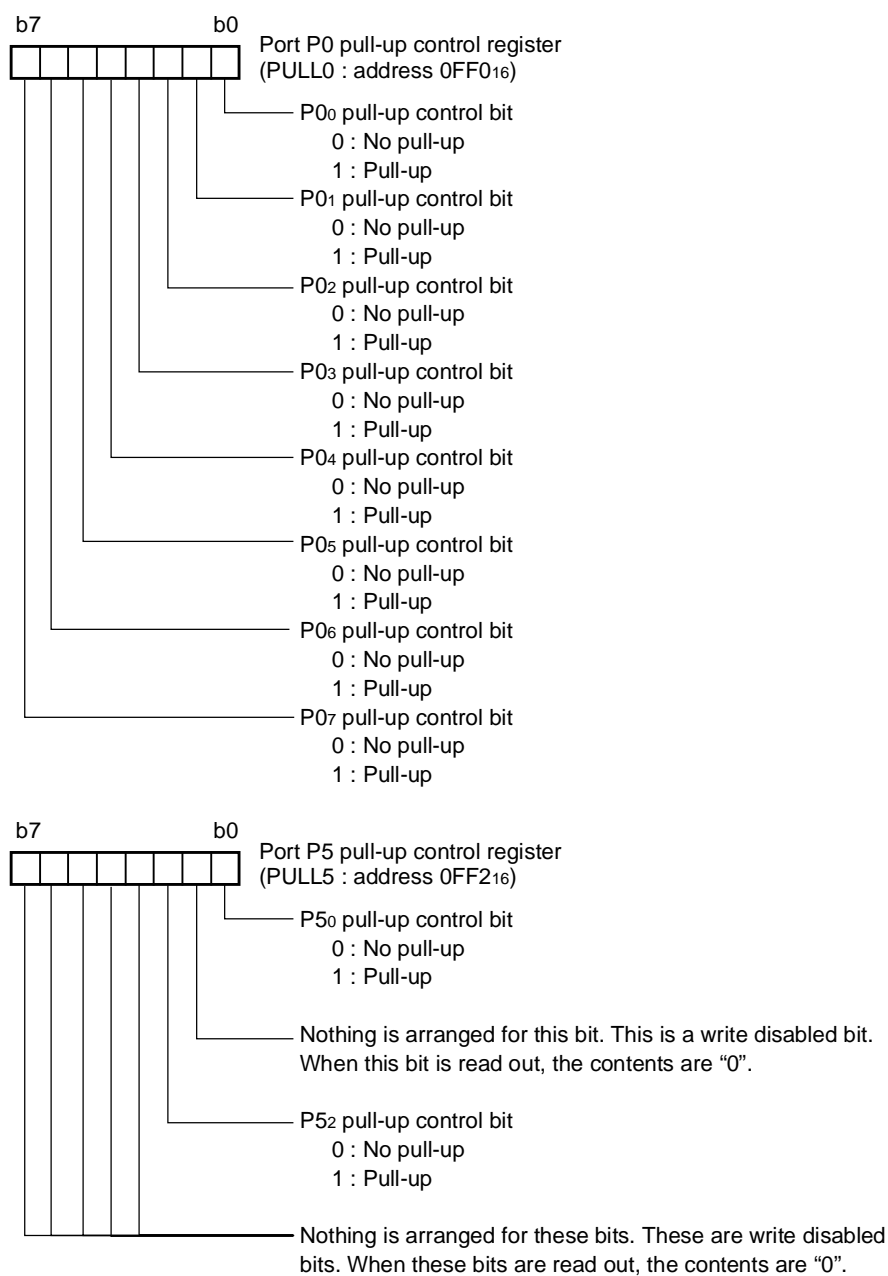 b7 b0
Port P0 pull-up control register
(PULL0 : address 0FF016)
P00 pull-up control bit
0 : No pull-up
1 : Pull-up
P01 pull-up control bit
0 : No pull-up
1 : Pull-up
P02 pull-up control bit
0 : No pull-up
1 : Pull-up
P03 pull-up control bit
0 : No pull-up
1 : Pull-up
P04 pull-up control bit
0 : No pull-up
1 : Pull-up
P05 pull-up control bit
0 : No pull-up
1 : Pull-up
P06 pull-up control bit
0 : No pull-up
1 : Pull-up
P07 pull-up control bit
0 : No pull-up
1 : Pull-up
b7 b0
Port P5 pull-up control register
(PULL5 : address 0FF216)
P50 pull-up control bit
0 : No pull-up
1 : Pull-up
Nothing is arranged for this bit. This is a write disabled bit.
When this bit is read out, the contents are “0”.
P52 pull-up control bit
0 : No pull-up
1 : Pull-up
Nothing is arranged for these bits. These are write disabled
bits. When these bits are read out, the contents are “0”.